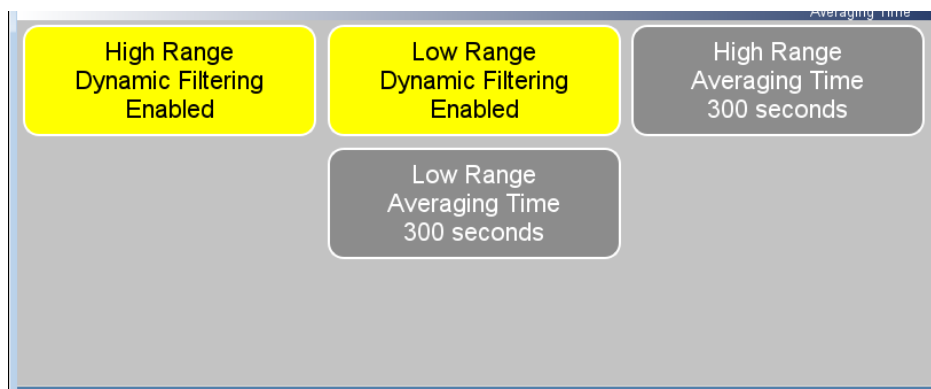 Averaging Time
High Range
Dynamic Filtering
Enabled
Low Range
Dynamic Filtering
Enabled
High Range
Averaging Time
300 seconds
Low Range
Averaging Time
300 seconds